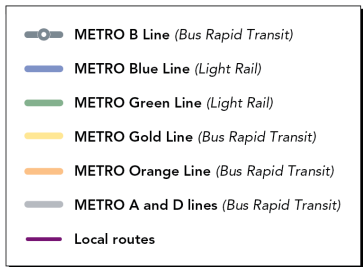 METRO B Line (Bus Rapid Transit)
METRO Blue Line (Light Rail)
METRO Green Line (Light Rail)
METRO Gold Line (Bus Rapid Transit)
METRO Orange Line (Bus Rapid Transit)
METRO A and D lines (Bus Rapid Transit)
Local routes